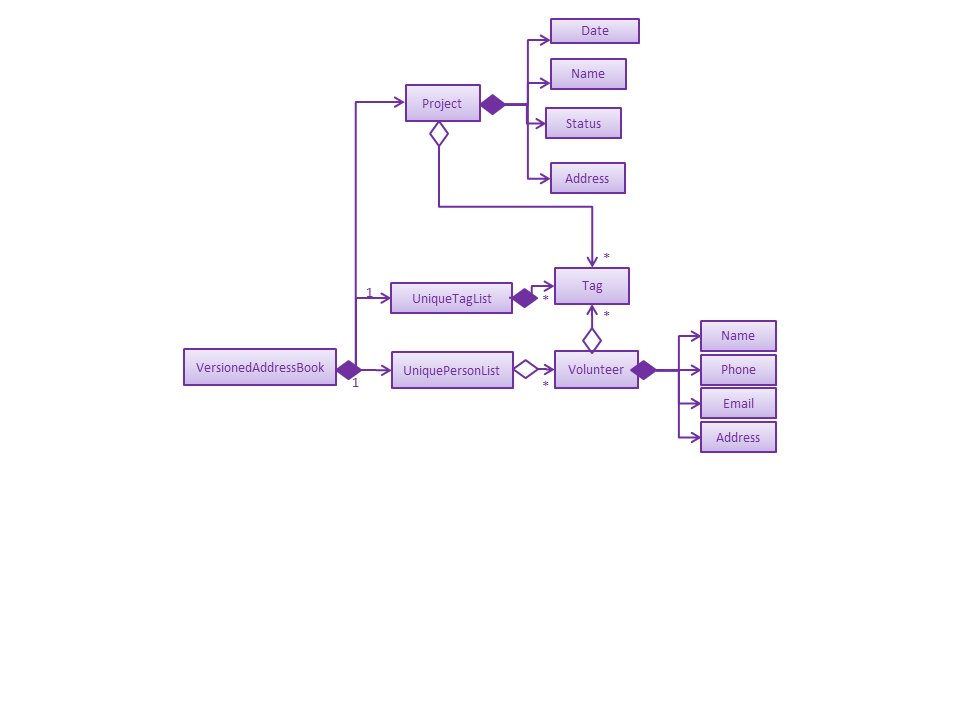 Date
Name
Project
Status
Address
*
Tag
1
UniqueTagList
*
*
Name
VersionedAddressBook
UniquePersonList
Volunteer
Phone
1
*
Email
Address